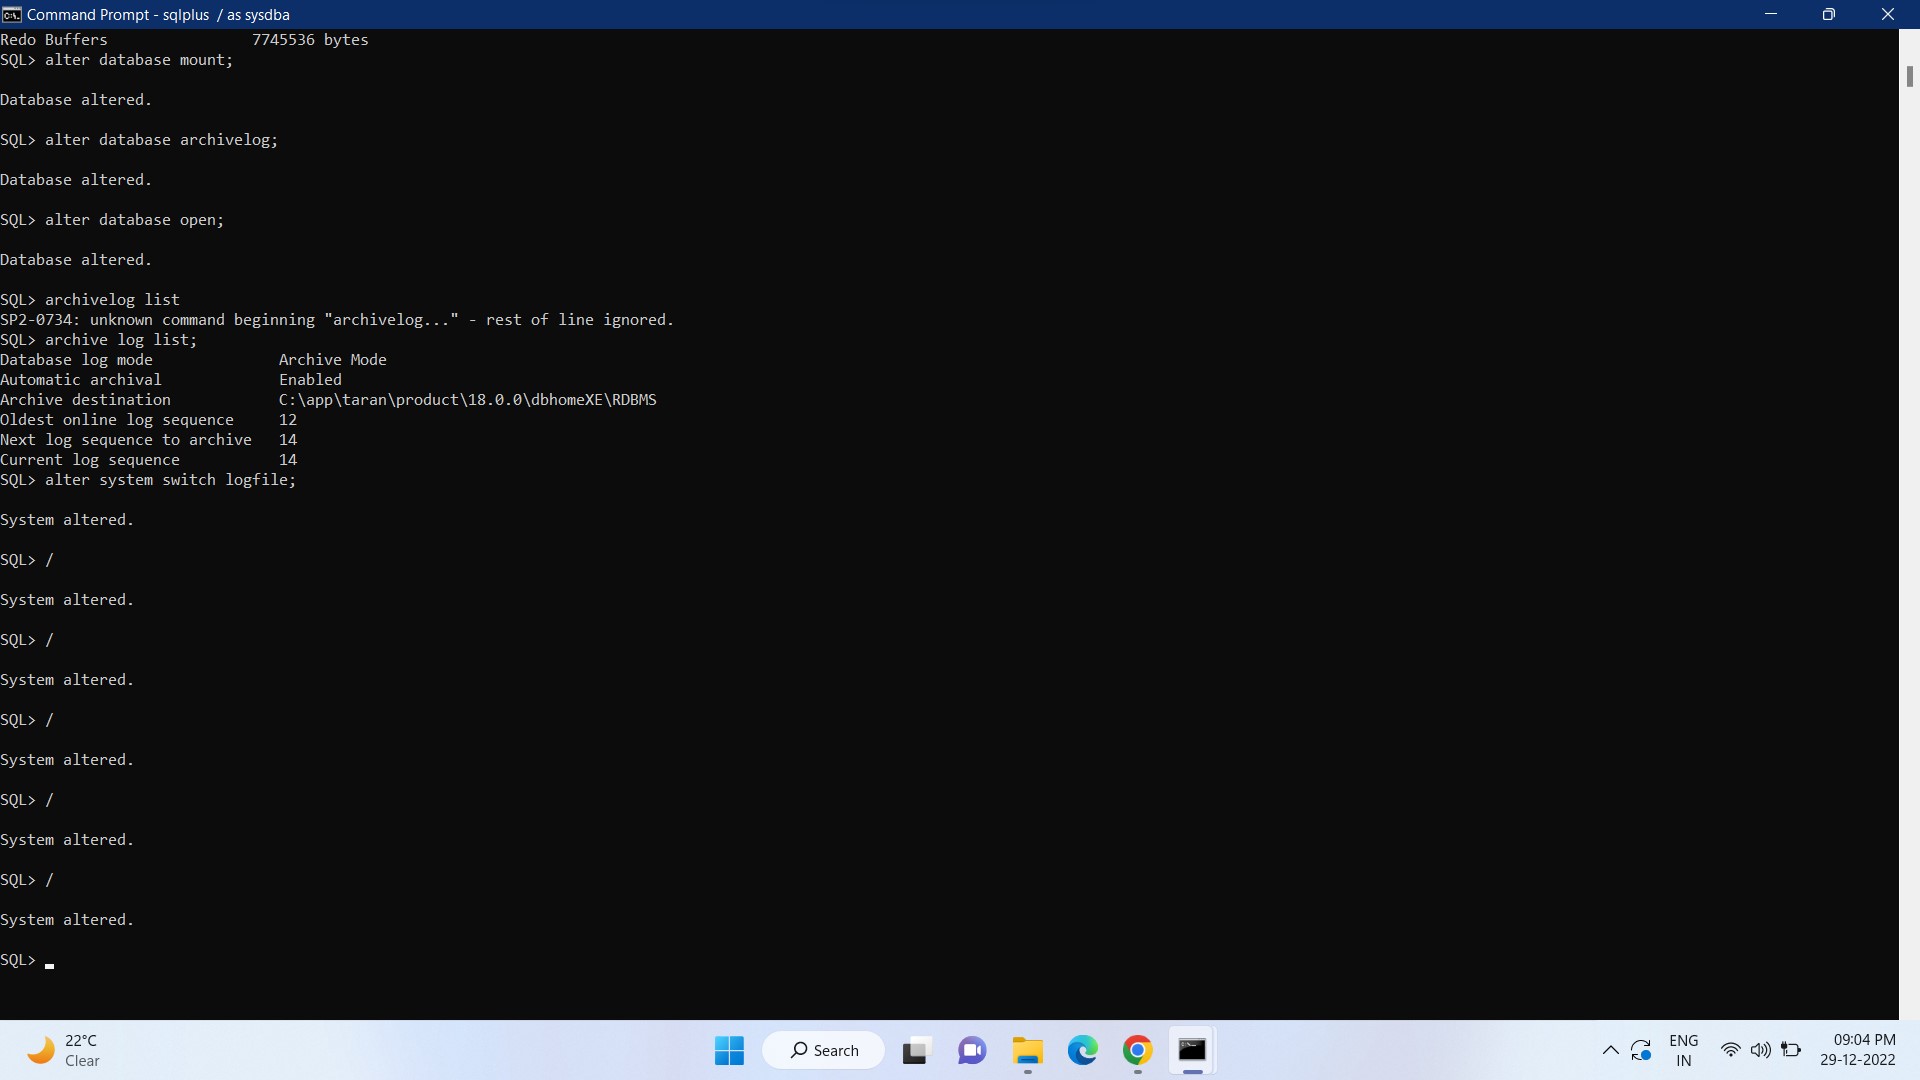 Command Prompt - sqlplus  / as sysdba
Redo Buffers                7745536 bytes
SQL> alter database mount;

Database altered.

SQL> alter database archivelog;

Database altered.

SQL> alter database open;

Database altered.

SQL> archivelog list
SP2-0734: unknown command beginning "archivelog..." - rest of line ignored.
SQL> archive log list;
Database log mode              Archive Mode
Automatic archival             Enabled
Archive destination            C:\app\taran\product\18.0.0\dbhomeXE\RDBMS
Oldest online log sequence     12
Next log sequence to archive   14
Current log sequence           14
SQL> alter system switch logfile;

System altered.

SQL> /

System altered.

SQL> /

System altered.

SQL> /

System altered.

SQL> /

System altered.

SQL> /

System altered.

SQL>
22°C
Clear
Search
ENG
IN
09:04 PM
29-12-2022